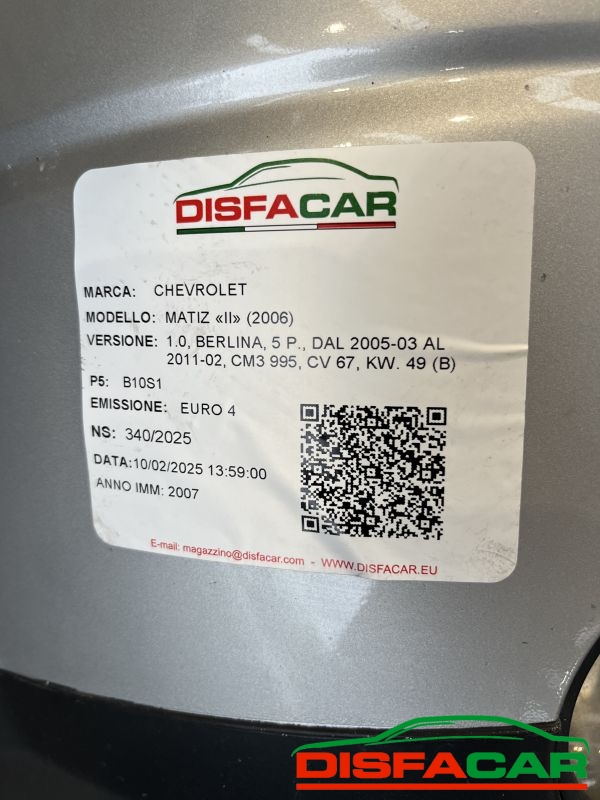 DISFACAR
MARCA: CHEVROLET
MODELLO: MATIZ «II» (2006)
VERSIONE: 1.0, BERLINA, 5 P., DAL 2005-03 AL
2011-02, CM3 995, CV 67, KW. 49 (B)
P5: B10S1
EMISSIONE: EURO 4
NS: 340/2025
DATA:10/02/2025 13:59:00
ANNO IMM: 2007
E-mail: magazzino@disfacar.com - WWW.DISFACAR.EU
DISFACAR